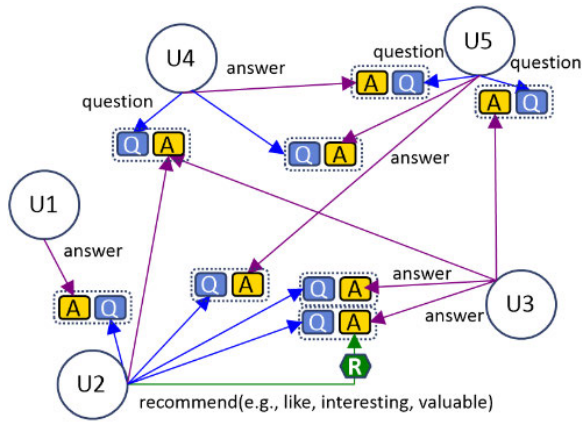 U4
U5
question
question
answer
A Q
A Q
question
Q A
Q A
answer
U1
answer
Q A
Q A
answer
A Q
Q A
answer
U3
U2
R
recommend(e.g., like, interesting, valuable)